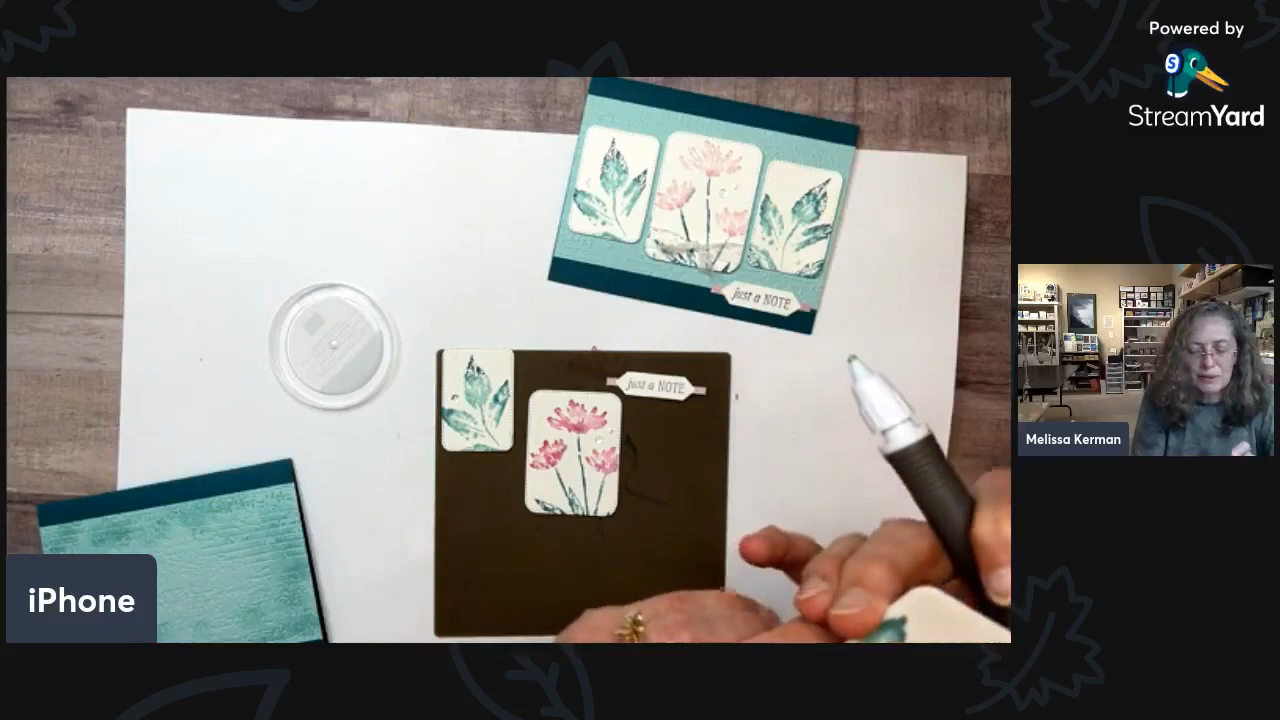 Powered by
S
StreamYard
just a NOTE
just a NOTE
Melissa Kerman
iPhone